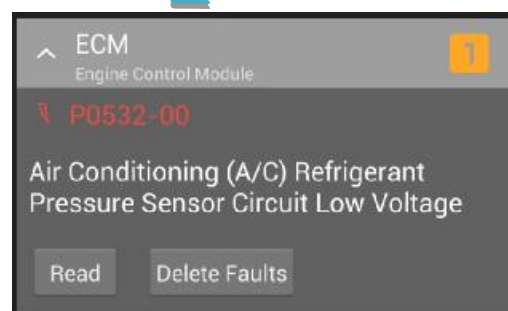 ECM
1
Engine Control Module
P0532-00
Air Conditioning (A/C) Refrigerant
Pressure Sensor Circuit Low Voltage
Read
Delete Faults